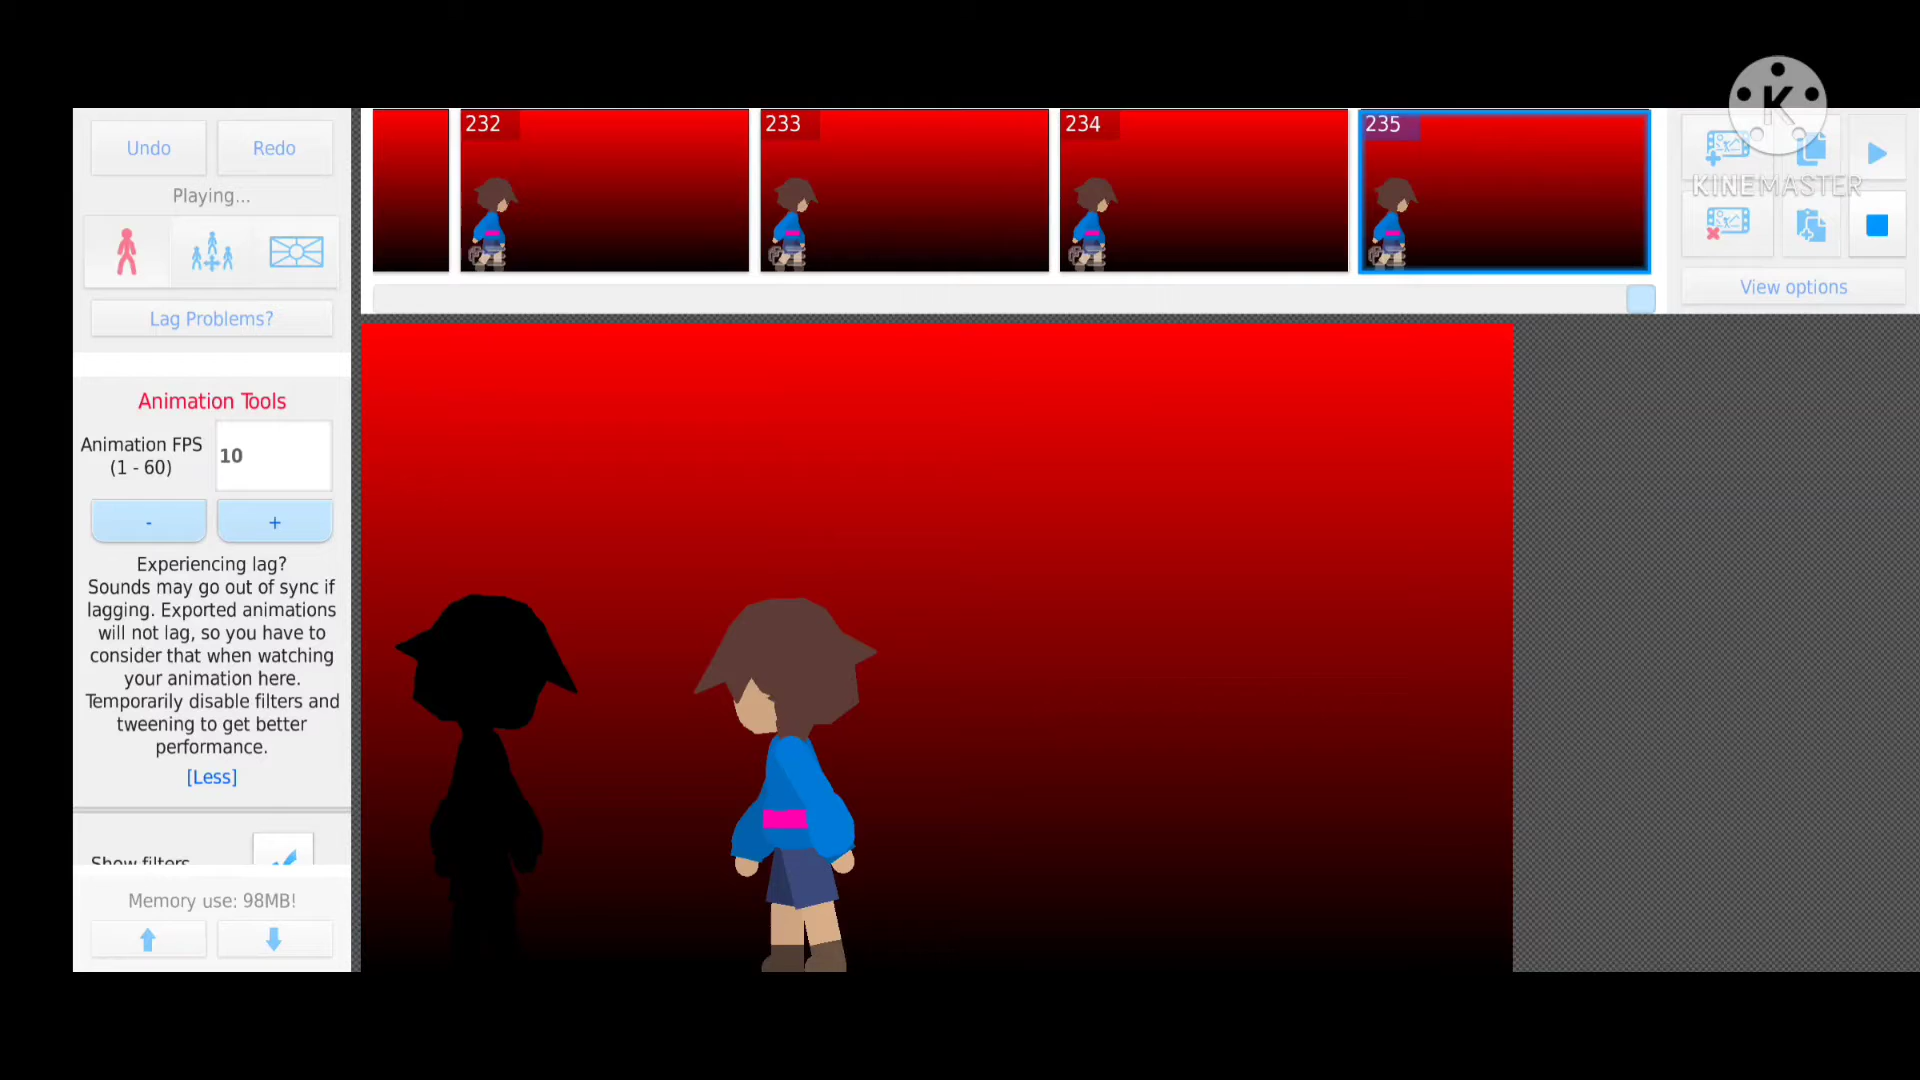 Undo Redo
Playing...
Lag Problems?
Animation Tools
Animation FPS
(1 - 60)
10
- +
Experiencing lag?
Sounds may go out of sync if
lagging. Exported animations
will not lag, so you have to
consider that when watching
your animation here.
Temporarily disable filters and
tweening to get better
performance.
[Less]
Show filters
Memory use: 98MB!
232 233 234 235
K
KINEMASTER
View options